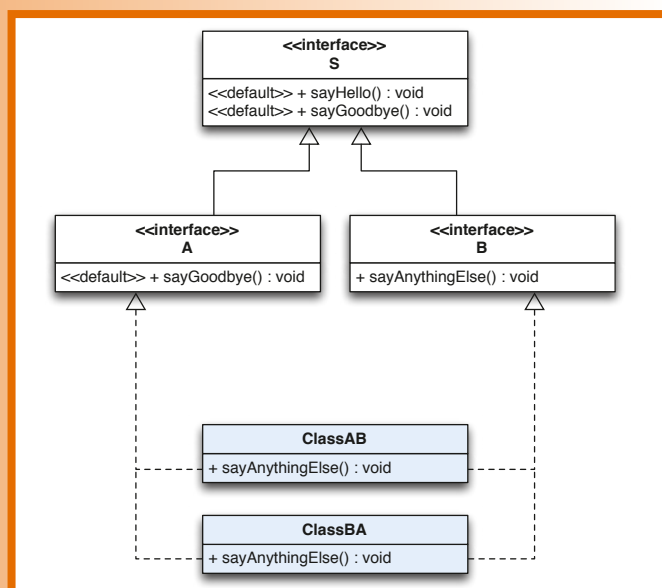 <<interface>>
S
<<default>> + sayHello() : void
<<default>> + sayGoodbye() : void
<<interface>>
A
<<default>> + sayGoodbye() : void
<<interface>>
B
+ sayAnythingElse() : void
ClassAB
+ sayAnythingElse() : void
ClassBA
+ sayAnythingElse() : void